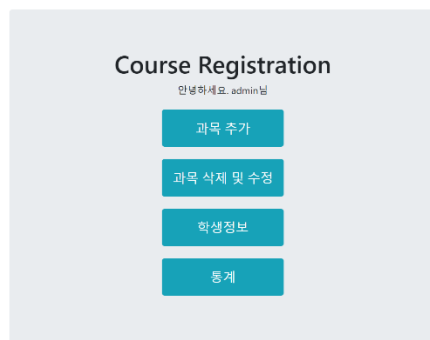 Course Registration
안녕하세요. admin님
과목 추가
과목 삭제 및 수정
학생정보
통계